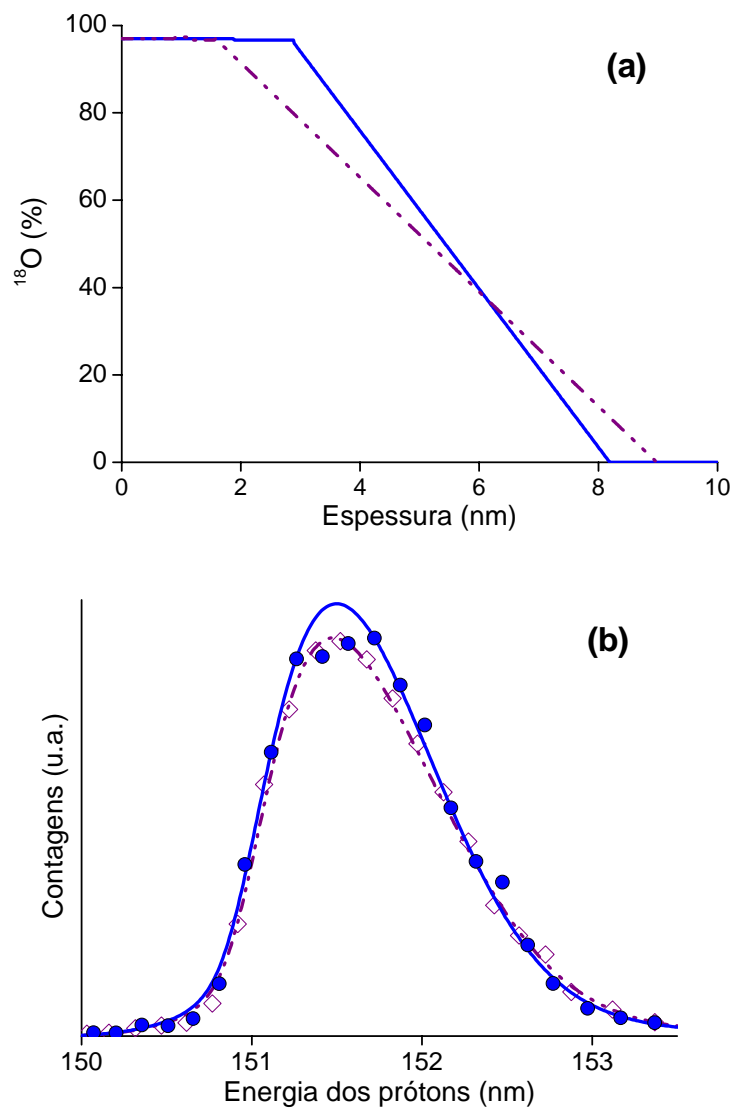 (a)
100
80
60
40
20
0
¹⁸O (%)
0 2 4 6 8 10
Espessura (nm)
(b)
Contagens (u.a.)
150 151 152 153
Energia dos prótons (nm)